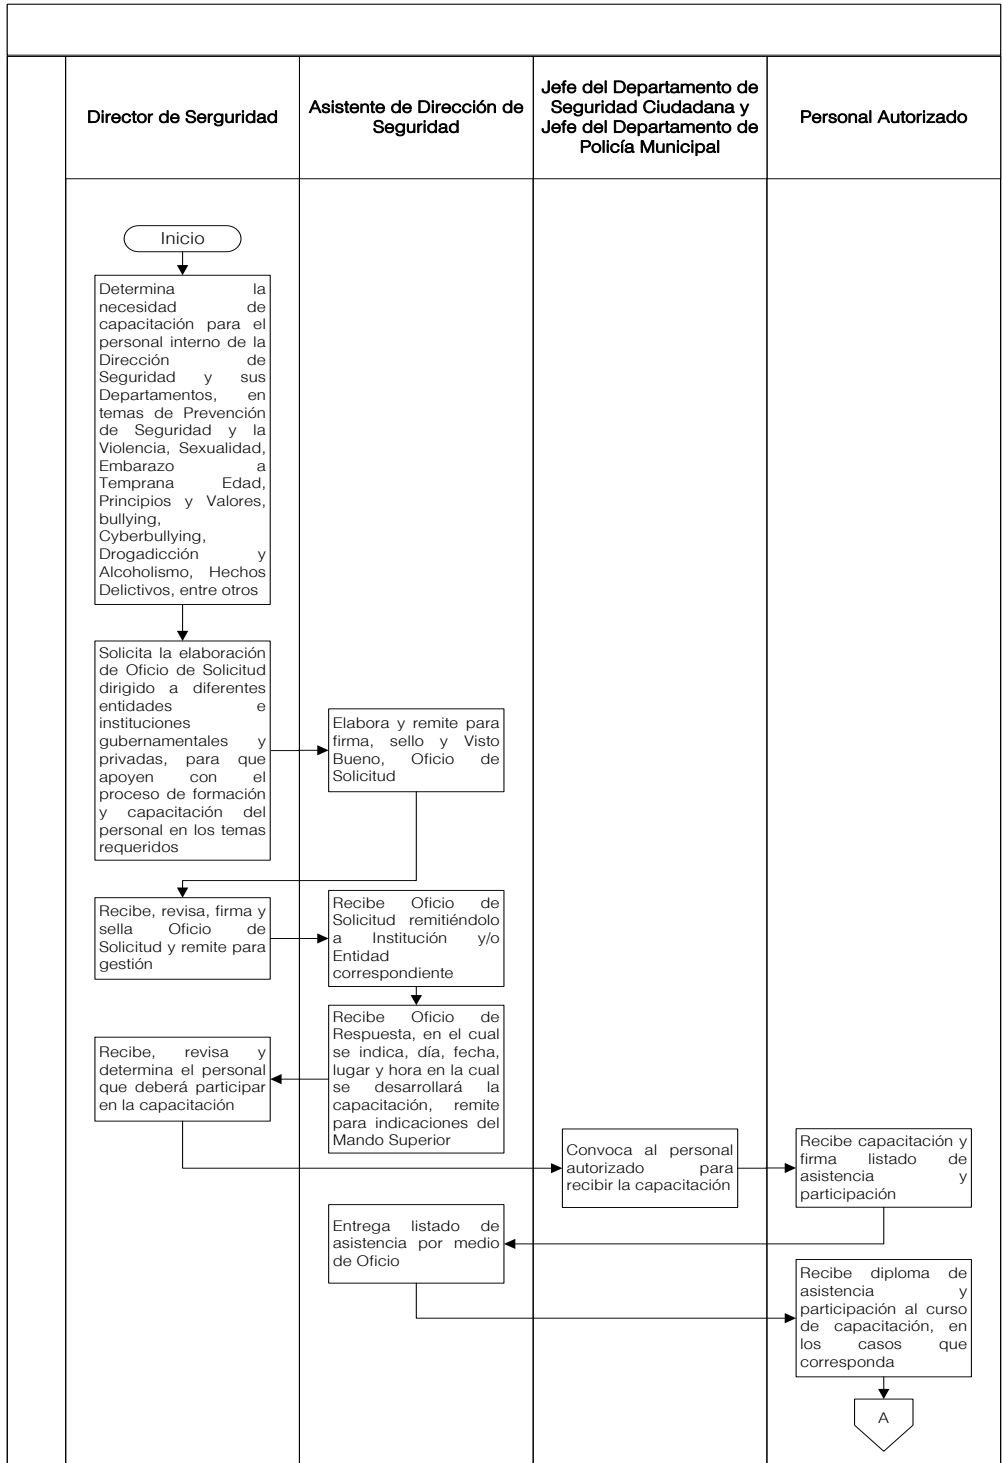 Director de Serguridad
Asistente de Dirección de
Seguridad
Jefe del Departamento de
Seguridad Ciudadana y
Jefe del Departamento de
Policía Municipal
Personal Autorizado
Inicio
Determina la
necesidad de
capacitación para el
personal interno de la
Dirección de
Seguridad y sus
Departamentos, en
temas de Prevención
de Seguridad y la
Violencia, Sexualidad,
Embarazo a
Temprana Edad,
Principios y Valores,
bullying,
Cyberbullying,
Drogadicción y
Alcoholismo, Hechos
Delictivos, entre otros
Solicita la elaboración
de Oficio de Solicitud
dirigido a diferentes
entidades e
instituciones
gubernamentales y
privadas, para que
apoyen con el
proceso de formación
y capacitación del
personal en los temas
requeridos
Elabora y remite para
firma, sello y Visto
Bueno, Oficio de
Solicitud
Recibe, revisa, firma y
sella Oficio de
Solicitud y remite para
gestión
Recibe Oficio de
Solicitud remitiéndolo
a Institución y/o
Entidad
correspondiente
Recibe Oficio de
Respuesta, en el cual
se indica, día, fecha,
lugar y hora en la cual
se desarrollará la
capacitación, remite
para indicaciones del
Mando Superior
Recibe, revisa y
determina el personal
que deberá participar
en la capacitación
Convoca al personal
autorizado para
recibir la capacitación
Recibe capacitación y
firma listado de
asistencia y
participación
Entrega listado de
asistencia por medio
de Oficio
Recibe diploma de
asistencia y
participación al curso
de capacitación, en
los casos que
corresponda
A